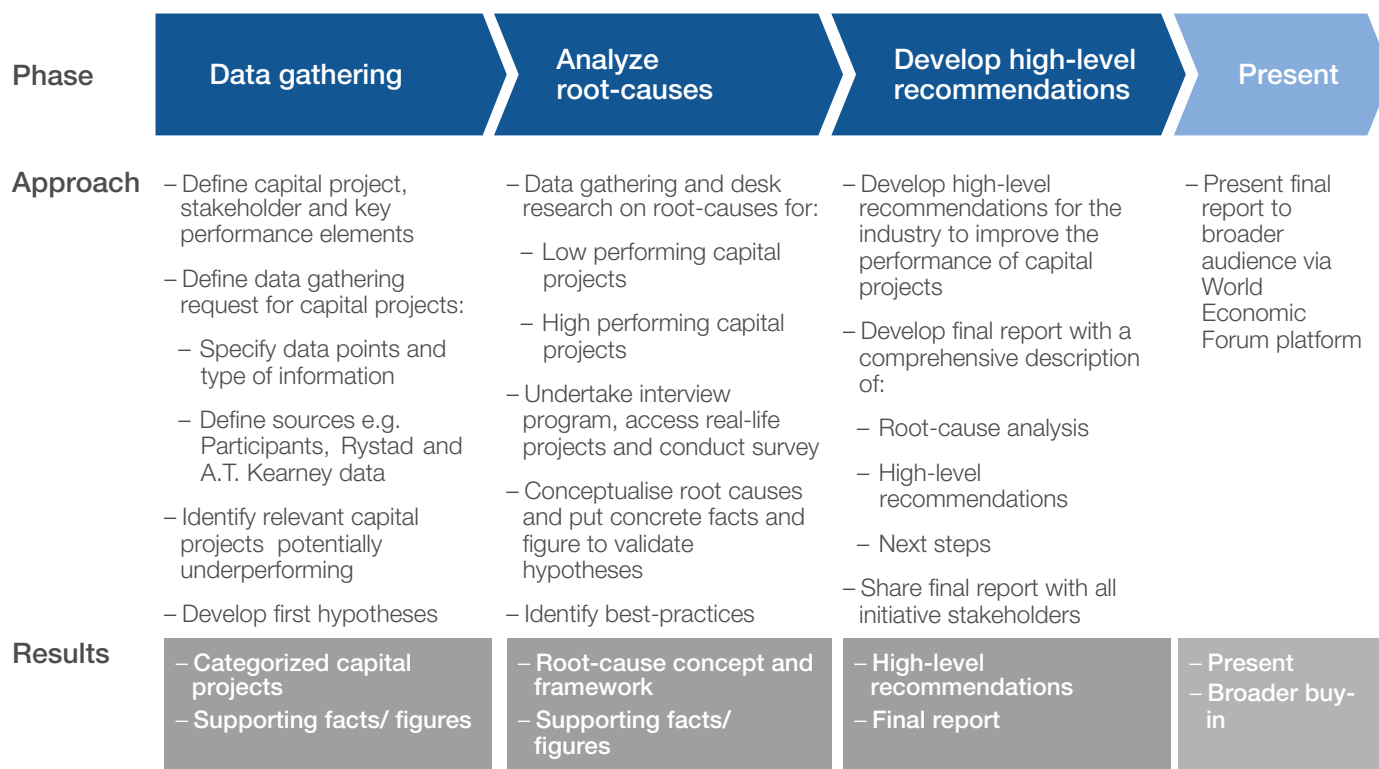 Phase
Data gathering
Analyze
root-causes
Develop high-level
recommendations
Present
Approach
– Define capital project,
stakeholder and key
performance elements
– Define data gathering
request for capital projects:
– Specify data points and
type of information
– Define sources e.g.
Participants, Rystad and
A.T. Kearney data
– Identify relevant capital
projects potentially
underperforming
– Develop first hypotheses
– Data gathering and desk
research on root-causes for:
– Low performing capital
projects
– High performing capital
projects
– Undertake interview
program, access real-life
projects and conduct survey
– Conceptualise root causes
and put concrete facts and
figure to validate
hypotheses
– Identify best-practices
– Develop high-level
recommendations for the
industry to improve the
performance of capital
projects
– Develop final report with a
comprehensive description
of:
– Root-cause analysis
– High-level
recommendations
– Next steps
– Share final report with all
initiative stakeholders
– Present final
report to
broader
audience via
World
Economic
Forum platform
Results
– Categorized capital
projects
– Supporting facts/ figures
– Root-cause concept and
framework
– Supporting facts/
figures
– High-level
recommendations
– Final report
– Present
– Broader buy-
in